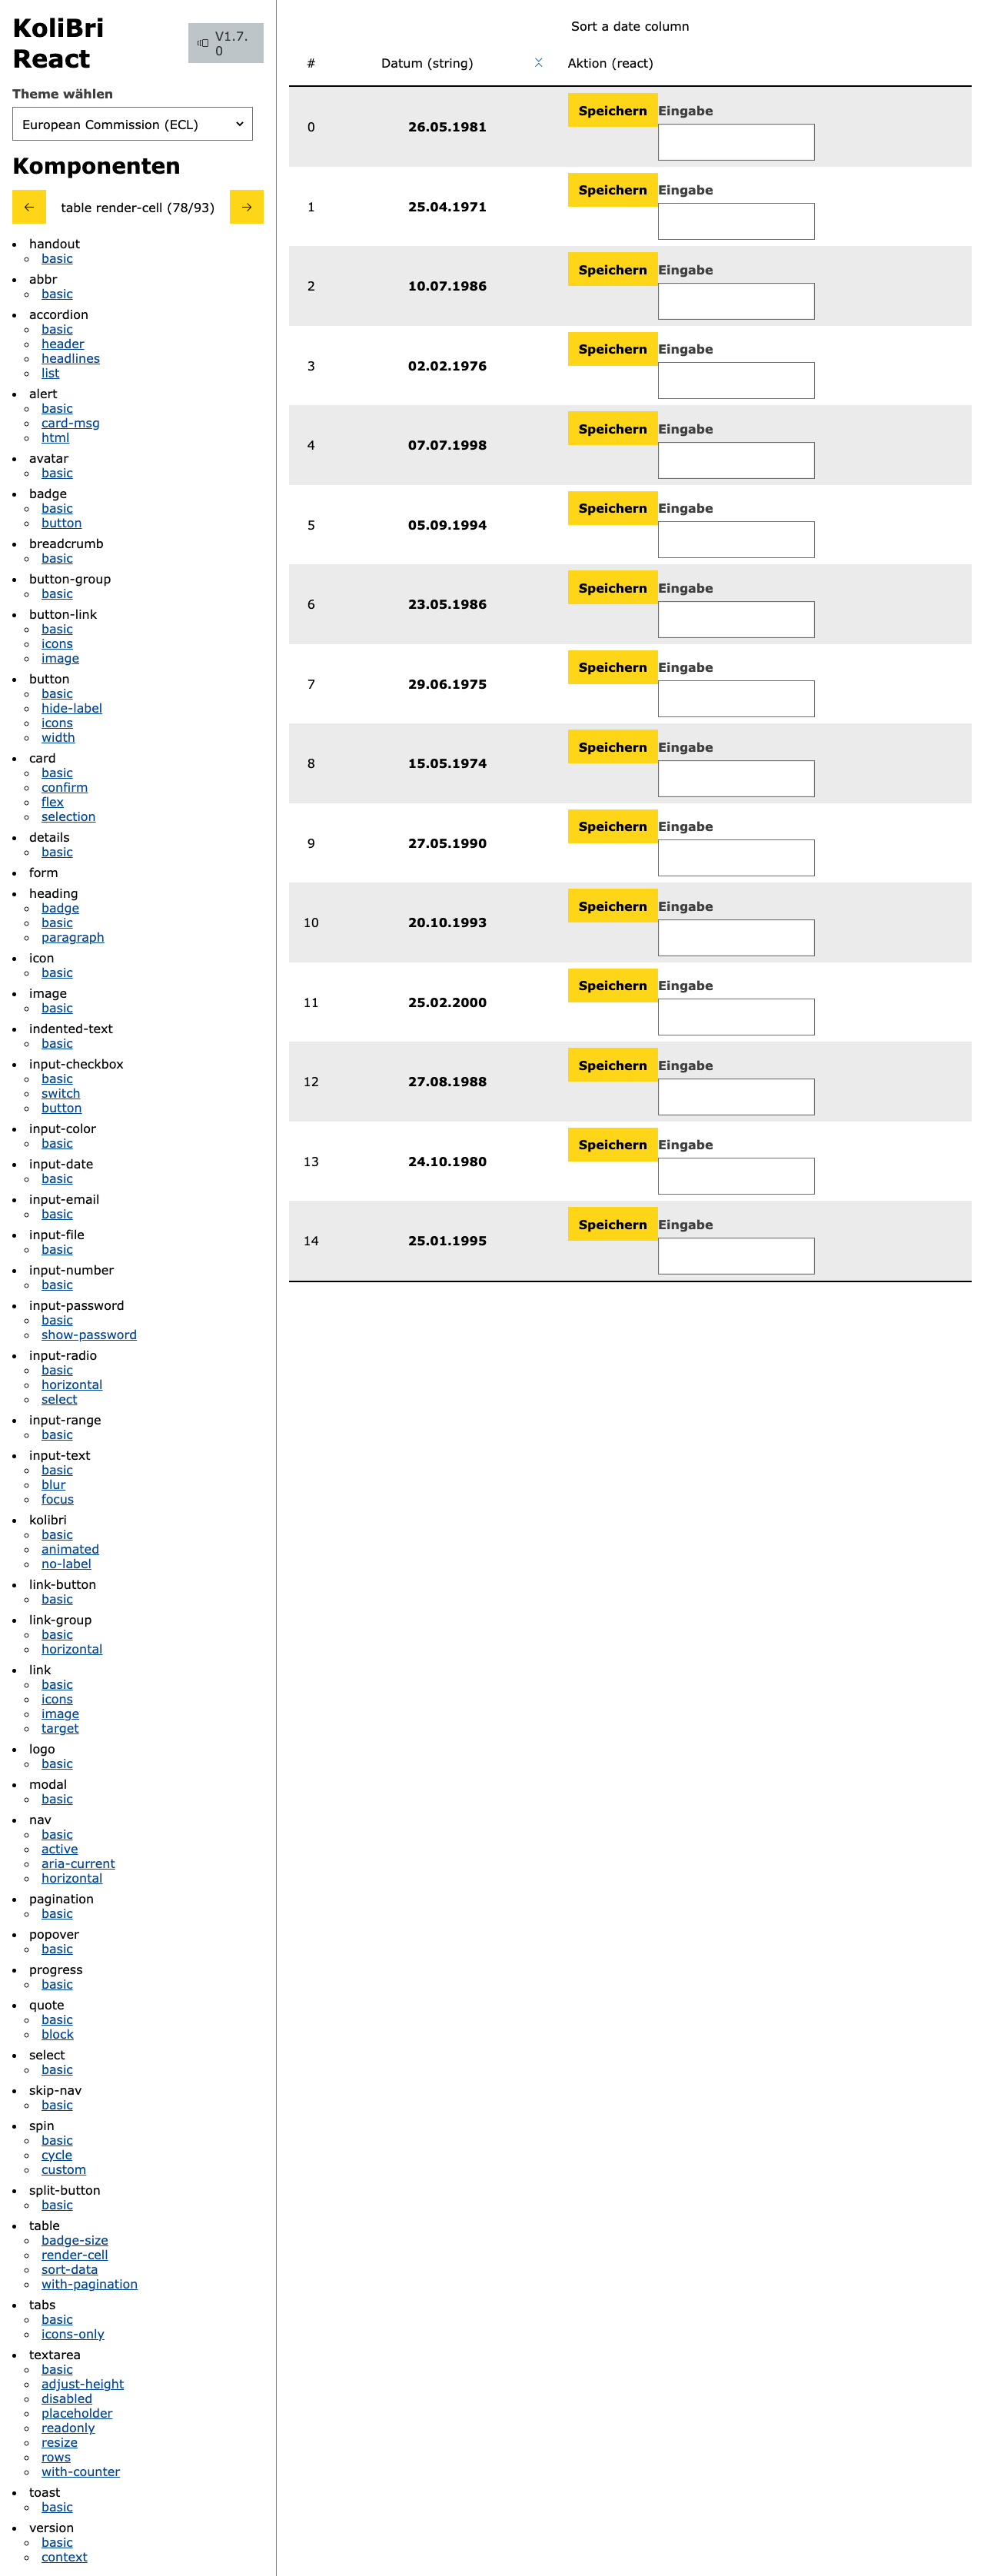 KoliBri
React
V1.7.
0
Theme wählen
European Commission (ECL)
Komponenten
table render-cell (78/93)
handout
basic
abbr
basic
accordion
basic
header
headlines
list
alert
basic
card-msg
html
avatar
basic
badge
basic
button
breadcrumb
basic
button-group
basic
button-link
basic
icons
image
button
basic
hide-label
icons
width
card
basic
confirm
flex
selection
details
basic
form
heading
badge
basic
paragraph
icon
basic
image
basic
indented-text
basic
input-checkbox
basic
switch
button
input-color
basic
input-date
basic
input-email
basic
input-file
basic
input-number
basic
input-password
basic
show-password
input-radio
basic
horizontal
select
input-range
basic
input-text
basic
blur
focus
kolibri
basic
animated
no-label
link-button
basic
link-group
basic
horizontal
link
basic
icons
image
target
logo
basic
modal
basic
nav
basic
active
aria-current
horizontal
pagination
basic
popover
basic
progress
basic
quote
basic
block
select
basic
skip-nav
basic
spin
basic
cycle
custom
split-button
basic
table
badge-size
render-cell
sort-data
with-pagination
tabs
basic
icons-only
textarea
basic
adjust-height
disabled
placeholder
readonly
resize
rows
with-counter
toast
basic
version
basic
context
Sort a date column
# Datum (string) Aktion (react)
0 26.05.1981 Speichern Eingabe
1 25.04.1971 Speichern Eingabe
2 10.07.1986 Speichern Eingabe
3 02.02.1976 Speichern Eingabe
4 07.07.1998 Speichern Eingabe
5 05.09.1994 Speichern Eingabe
6 23.05.1986 Speichern Eingabe
7 29.06.1975 Speichern Eingabe
8 15.05.1974 Speichern Eingabe
9 27.05.1990 Speichern Eingabe
10 20.10.1993 Speichern Eingabe
11 25.02.2000 Speichern Eingabe
12 27.08.1988 Speichern Eingabe
13 24.10.1980 Speichern Eingabe
14 25.01.1995 Speichern Eingabe